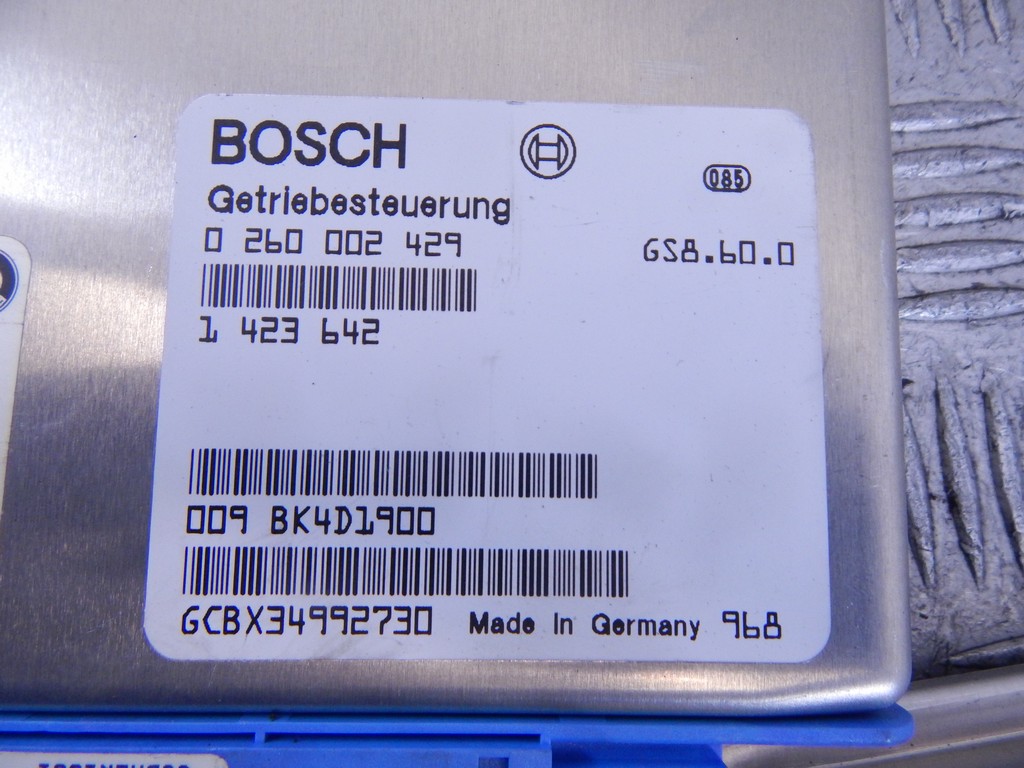 BOSCH
085
Getriebesteuerung
0 260 002 429
GS8.60.0
1 423 642
009 BK4D1900
GCBX34992730 Made in Germany 968